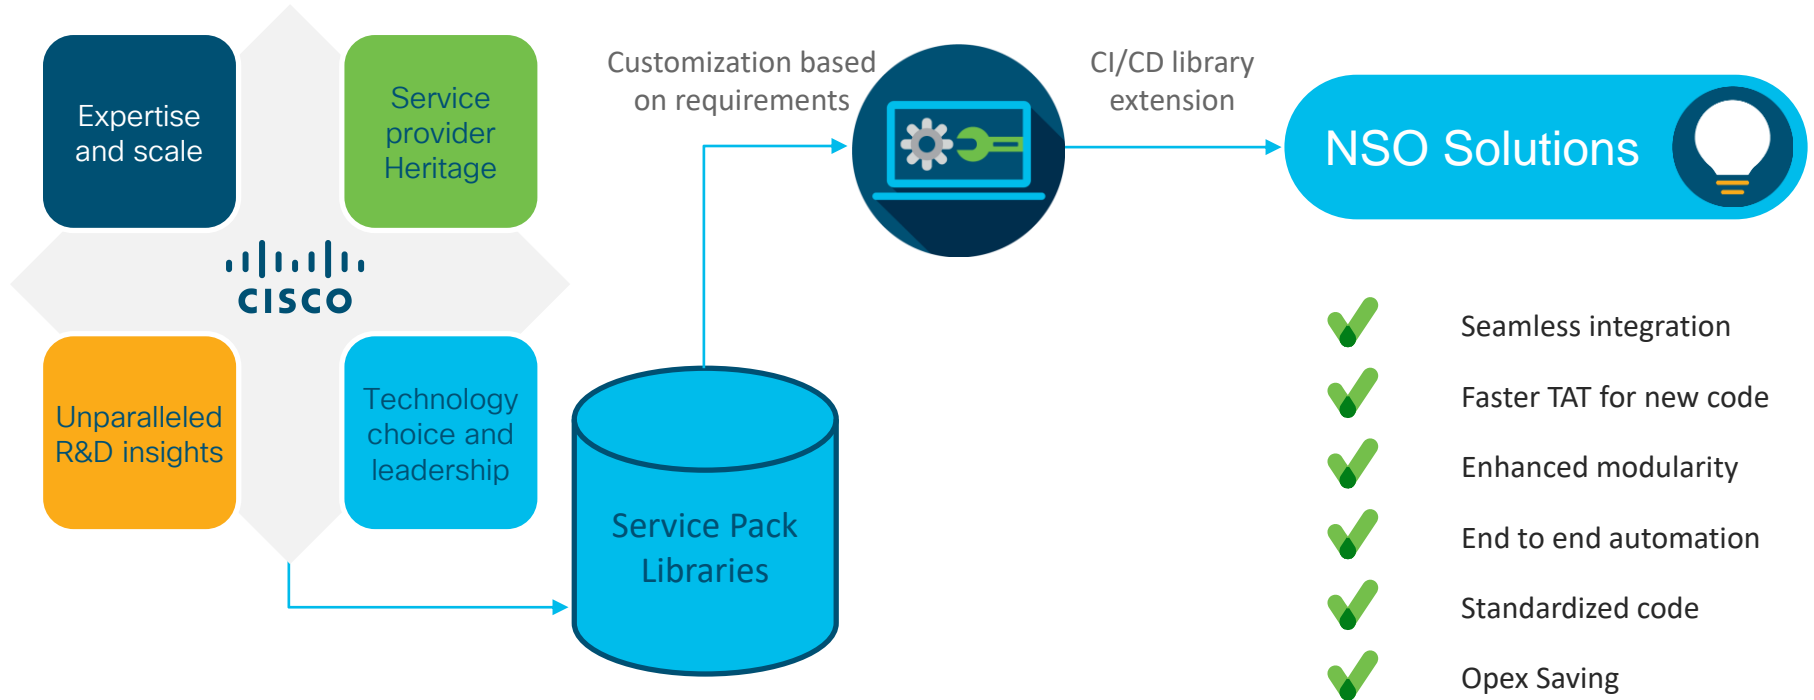 Expertise
and scale
Service
provider
Heritage
CISCO
Unparalleled
R&D insights
Technology
choice and
leadership
Service Pack
Libraries
Customization based
on requirements
CI/CD library
extension
NSO Solutions
Seamless integration
Faster TAT for new code
Enhanced modularity
End to end automation
Standardized code
Opex Saving